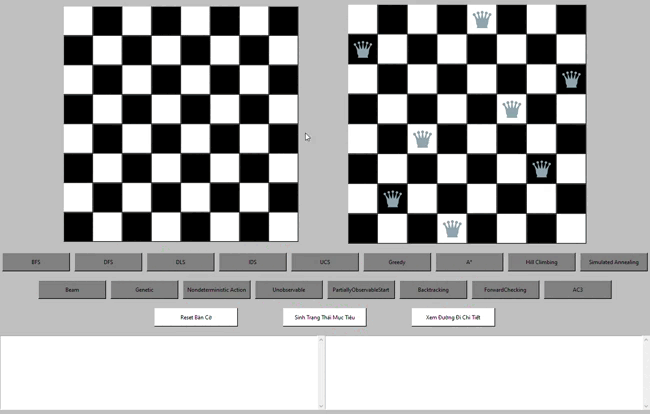 BFS DFS DLS IDS UCS Greedy A* Hill Climbing Simulated Annealing
Beam Genetic Nondeterministic Action Unobservable PartiallyObservableStart Backtracking ForwardChecking AC3
Reset Bàn Cờ Sinh Trạng Thái Mục Tiêu Xem Đường Đi Chi Tiết